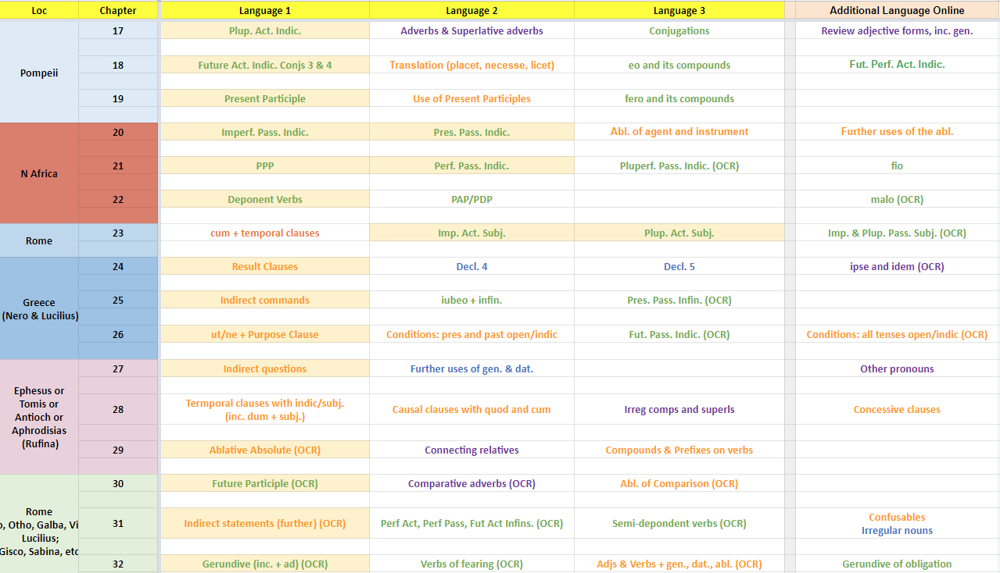 Loc Chapter Language 1 Language 2 Language 3 Additional Language Online
Pompeii
17 Plup. Act. Indic. Adverbs & Superlative adverbs Conjugations Review adjective forms, inc. gen.
18 Future Act. Indic. Conjs 3 & 4 Translation (placet, necesse, licet) eo and its compounds Fut. Perf. Act. Indic.
19 Present Participle Use of Present Participles fero and its compounds
N Africa
20 Imperf. Pass. Indic. Pres. Pass. Indic. Abl. of agent and instrument Further uses of the abl.
21 PPP Perf. Pass. Indic. Pluperf. Pass. Indic. (OCR) fio
22 Deponent Verbs PAP/PDP malo (OCR)
Rome
23 cum + temporal clauses Imp. Act. Subj. Plup. Act. Subj. Imp. & Plup. Pass. Subj. (OCR)
Greece
(Nero & Lucilius)
24 Result Clauses Decl. 4 Decl. 5 ipse and idem (OCR)
25 Indirect commands iubeo + infin. Pres. Pass. Infin. (OCR)
26 ut/ne + Purpose Clause Conditions: pres and past open/indic Fut. Pass. Indic. (OCR) Conditions: all tenses open/indic (OCR)
Ephesus or
Tomis or
Antioch or
Aphrodisias
(Rufina)
27 Indirect questions Further uses of gen. & dat. Other pronouns
28 Termporal clauses with indic/subj.
(inc. dum + subj.) Causal clauses with quod and cum Irreg comps and superls Concessive clauses
29 Ablative Absolute (OCR) Connecting relatives Compounds & Prefixes on verbs
Rome
, Otho, Galba, Vi
Lucilius;
Gisco, Sabina, etc
30 Future Participle (OCR) Comparative adverbs (OCR) Abl. of Comparison (OCR)
31 Indirect statements (further) (OCR) Perf Act, Perf Pass, Fut Act Infins. (OCR) Semi-dependent verbs (OCR) Confusables
Irregular nouns
32 Gerundive (inc. + ad) (OCR) Verbs of fearing (OCR) Adjs & Verbs + gen., dat., abl. (OCR) Gerundive of obligation